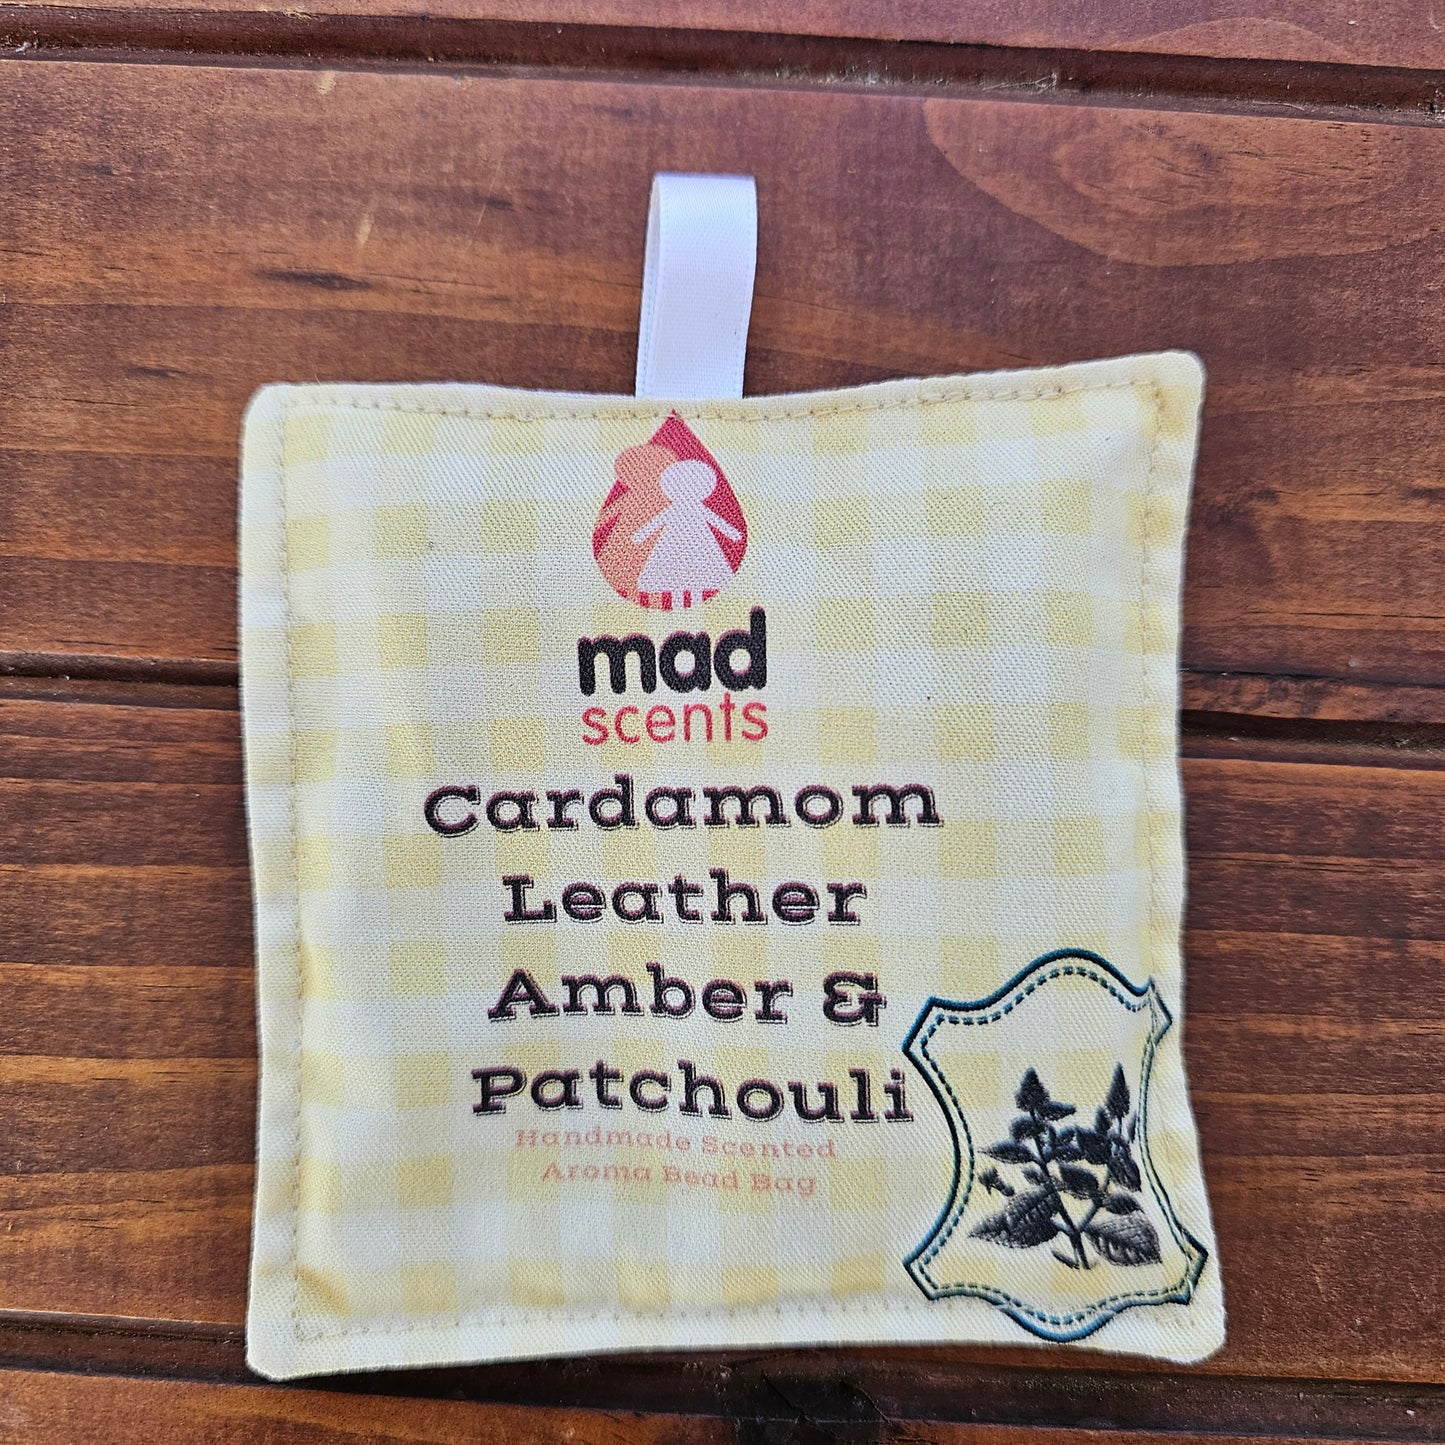 mad
scents
Cardamom
Leather
Amber &
Patchouli
Handmade Scented
Aroma Bead Bag